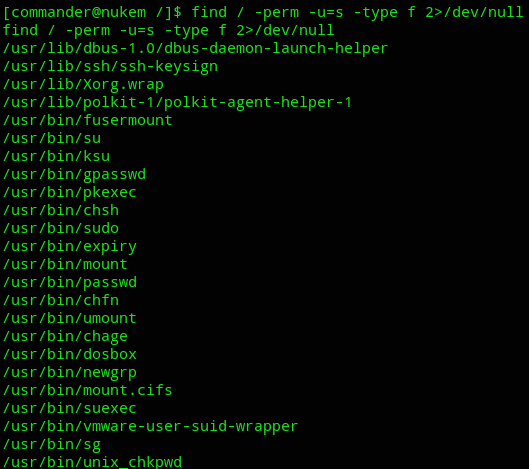 [commander@nukem /]$ find / -perm -u=s -type f 2>/dev/null
find / -perm -u=s -type f 2>/dev/null
/usr/lib/dbus-1.0/dbus-daemon-launch-helper
/usr/lib/ssh/ssh-keysign
/usr/lib/Xorg.wrap
/usr/lib/polkit-1/polkit-agent-helper-1
/usr/bin/fusermount
/usr/bin/su
/usr/bin/ksu
/usr/bin/gpasswd
/usr/bin/pkexec
/usr/bin/chsh
/usr/bin/sudo
/usr/bin/expiry
/usr/bin/mount
/usr/bin/passwd
/usr/bin/chfn
/usr/bin/umount
/usr/bin/chage
/usr/bin/dosbox
/usr/bin/newgrp
/usr/bin/mount.cifs
/usr/bin/suexec
/usr/bin/vmware-user-suid-wrapper
/usr/bin/sg
/usr/bin/unix_chkpwd